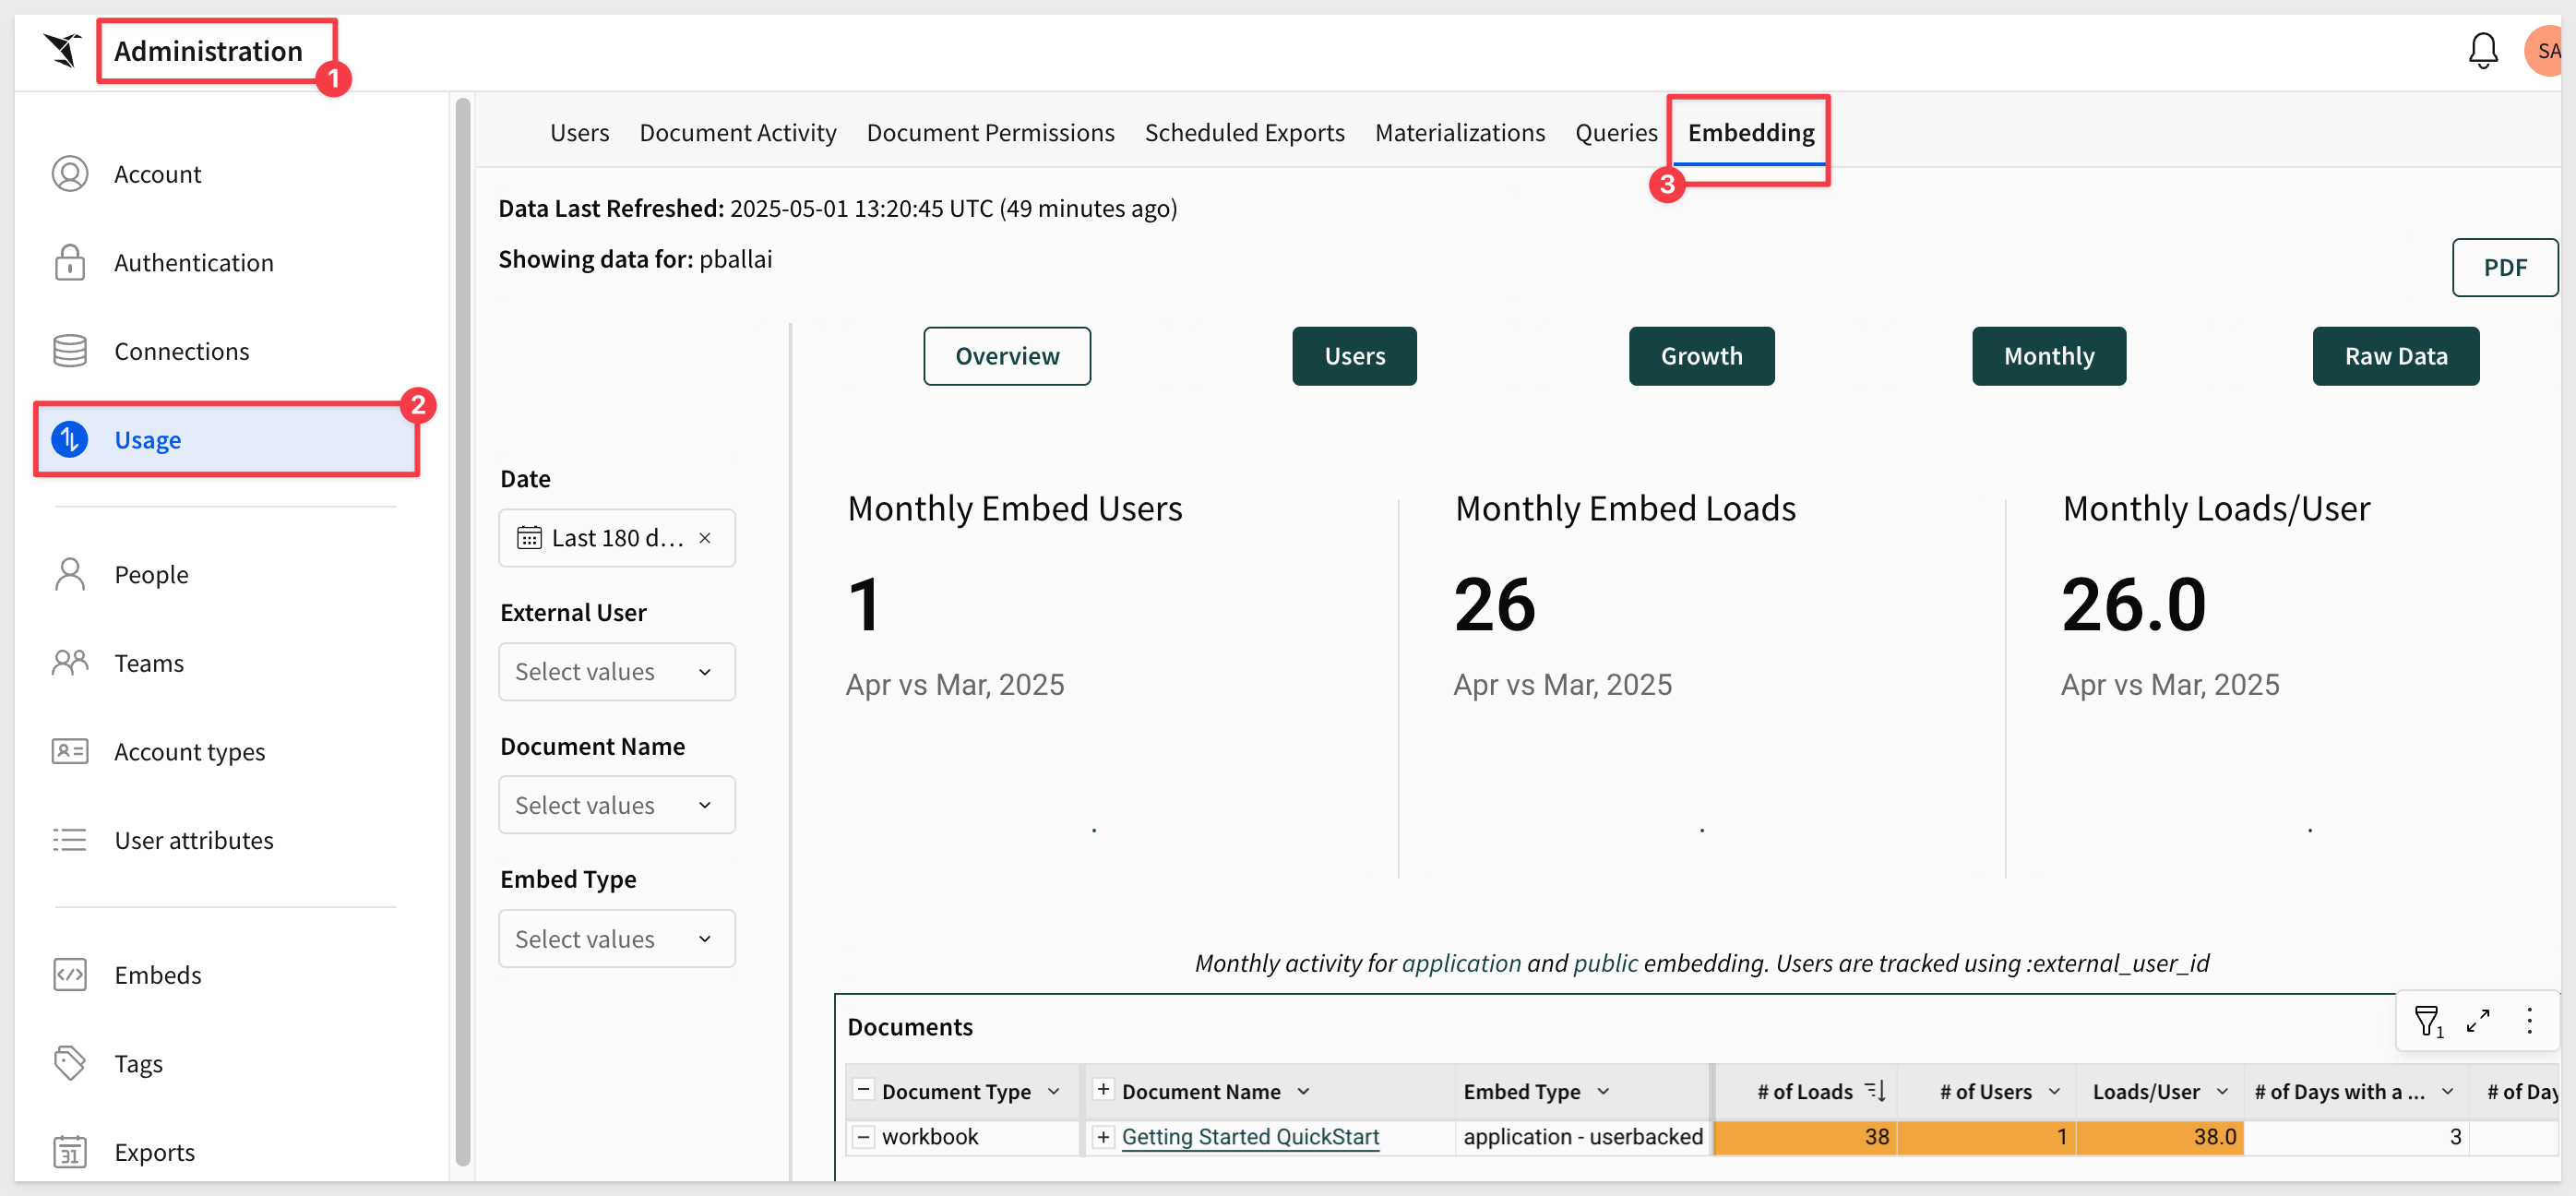 Administration
1
SA
Account
Authentication
Connections
2
Usage
People
Teams
Account types
User attributes
Embeds
Tags
31
Exports
Users Document Activity Document Permissions Scheduled Exports Materializations Queries Embedding
3
Data Last Refreshed: 2025-05-01 13:20:45 UTC (49 minutes ago)
Showing data for: pballai
PDF
Overview Users Growth Monthly Raw Data
Date
Last 180 d...
External User
Select values
Document Name
Select values
Embed Type
Select values
Monthly Embed Users
1
Apr vs Mar, 2025
Monthly Embed Loads
26
Apr vs Mar, 2025
Monthly Loads/User
26.0
Apr vs Mar, 2025
Monthly activity for application and public embedding. Users are tracked using :external_user_id
Documents
1
Document Type Document Name Embed Type # of Loads # of Users Loads/User # of Days with a ... # of Day
workbook Getting Started QuickStart application - userbacked 38 1 38.0 3